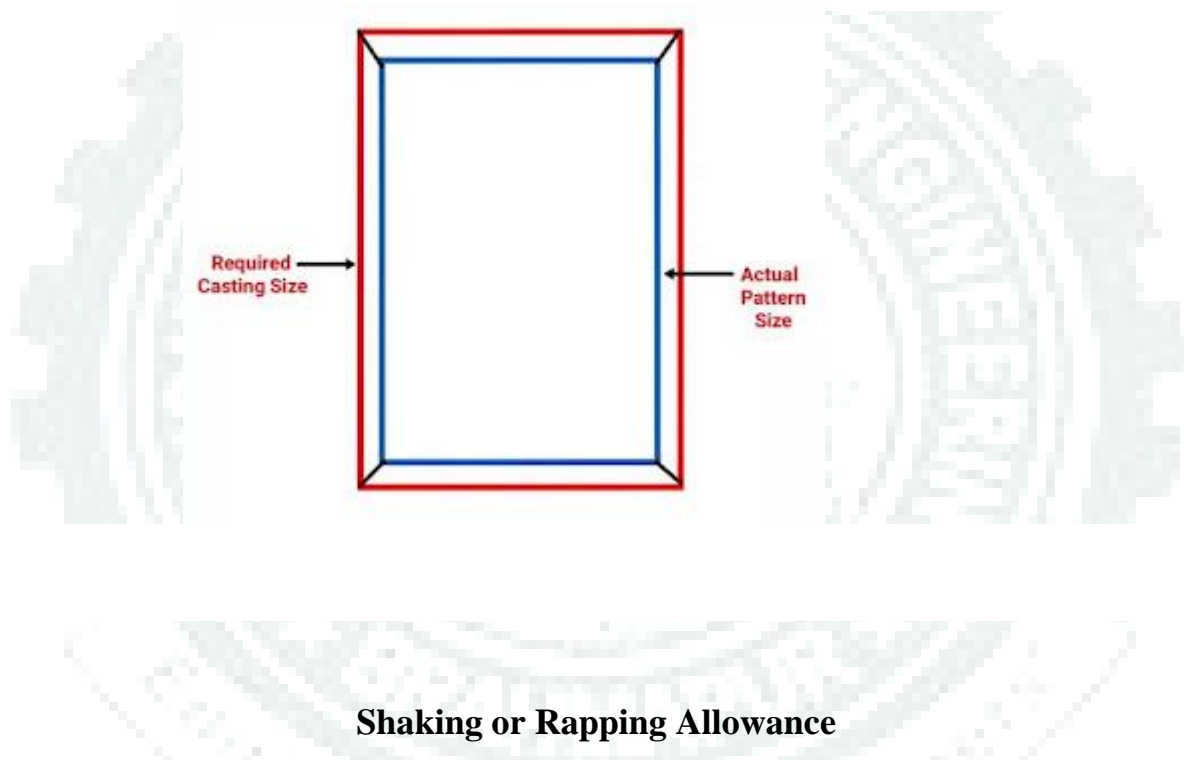 Required
Casting Size
Actual
Pattern
Size
Shaking or Rapping Allowance